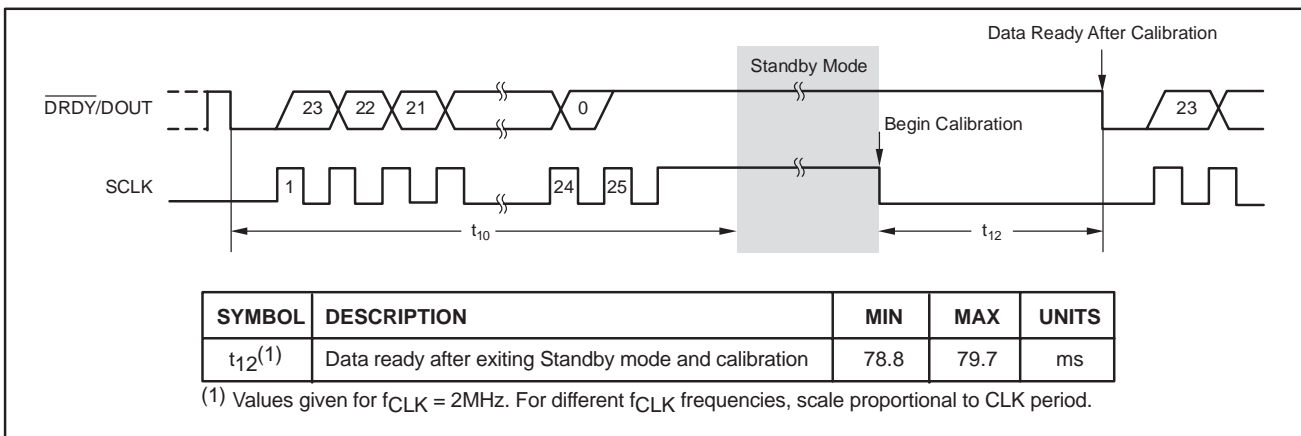 Data Ready After Calibration
Standby Mode
DRDY/DOUT
23 22 21 0 23
Begin Calibration
SCLK
1 24 25
t10 t12
SYMBOL DESCRIPTION MIN MAX UNITS
t12(1) Data ready after exiting Standby mode and calibration 78.8 79.7 ms
(1) Values given for fCLK = 2MHz. For different fCLK frequencies, scale proportional to CLK period.